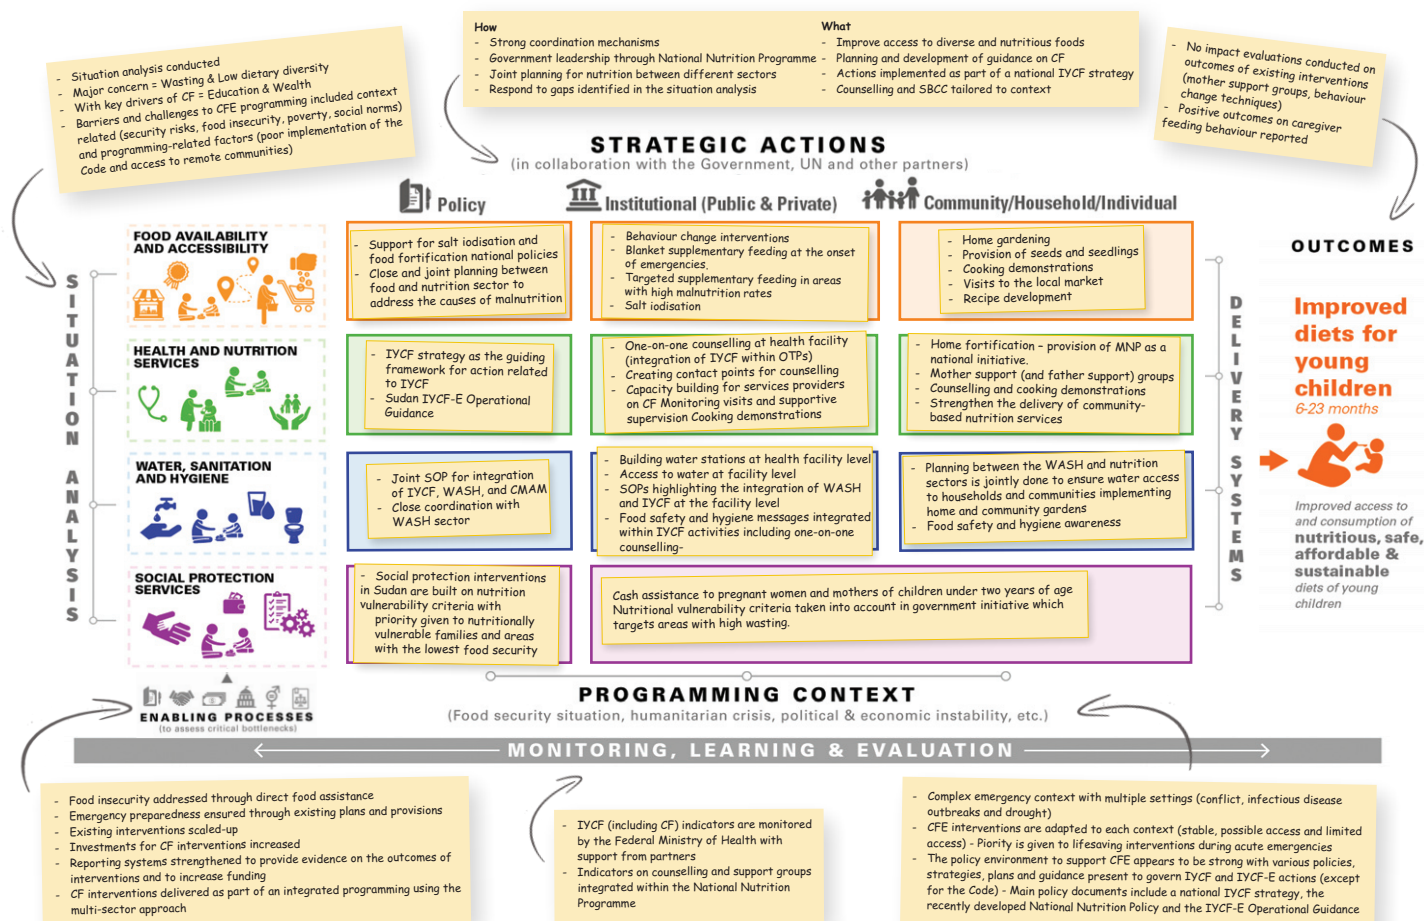 - Situation analysis conducted
- Major concern = Wasting & Low dietary diversity
- With key drivers of CF = Education & Wealth
- Barriers and challenges to CFE programming included context
related (security risks, food insecurity, poverty, social norms)
and programming-related factors (poor implementation of the
Code and access to remote communities)
How
- Strong coordination mechanisms
- Government leadership through National Nutrition Programme
- Joint planning for nutrition between different sectors
- Respond to gaps identified in the situation analysis
What
- Improve access to diverse and nutritious foods
- Planning and development of guidance on CF
- Actions implemented as part of a national IYCF strategy
- Counselling and SBCC tailored to context
- No impact evaluations conducted on
outcomes of existing interventions
(mother support groups, behaviour
change techniques)
- Positive outcomes on caregiver
feeding behaviour reported
STRATEGIC ACTIONS
(in collaboration with the Government, UN and other partners)
Policy
Institutional (Public & Private)
Community/Household/Individual
SITUATION ANALYSIS
FOOD AVAILABILITY
AND ACCESSIBILITY
- Support for salt iodisation and
food fortification national policies
- Close and joint planning between
food and nutrition sector to
address the causes of malnutrition
- Behaviour change interventions
- Blanket supplementary feeding at the onset
of emergencies,
- Targeted supplementary feeding in areas
with high malnutrition rates
- Salt iodisation
- Home gardening
- Provision of seeds and seedlings
- Cooking demonstrations
- Visits to the local market
- Recipe development
HEALTH AND NUTRITION
SERVICES
- IYCF strategy as the guiding
framework for action related
to IYCF
- Sudan IYCF-E Operational
Guidance
- One-on-one counselling at health facility
(integration of IYCF within OTPs)
- Creating contact points for counselling
- Capacity building for services providers
on CF Monitoring visits and supportive
supervision Cooking demonstrations
- Home fortification – provision of MNP as a
national initiative.
- Mother support (and father support) groups
- Counselling and cooking demonstrations
- Strengthen the delivery of community-
based nutrition services
WATER, SANITATION
AND HYGIENE
- Joint SOP for integration
of IYCF, WASH, and CMAM
- Close coordination with
WASH sector
- Building water stations at health facility level
- Access to water at facility level
- SOPs highlighting the integration of WASH
and IYCF at the facility level
- Food safety and hygiene messages integrated
within IYCF activities including one-on-one
counselling-
- Planning between the WASH and nutrition
sectors is jointly done to ensure water access
to households and communities implementing
home and community gardens
- Food safety and hygiene awareness
SOCIAL PROTECTION
SERVICES
- Social protection interventions
in Sudan are built on nutrition
vulnerability criteria with
priority given to nutritionally
vulnerable families and areas
with the lowest food security
Cash assistance to pregnant women and mothers of children under two years of age
Nutritional vulnerability criteria taken into account in government initiative which
targets areas with high wasting.
DELIVERY SYSTEMS
OUTCOMES
Improved
diets for
young
children
6-23 months
Improved access to
and consumption of
nutritious, safe,
affordable &
sustainable
diets of young
children
ENABLING PROCESSES
(to assess critical bottlenecks)
PROGRAMMING CONTEXT
(Food security situation, humanitarian crisis, political & economic instability, etc.)
MONITORING, LEARNING & EVALUATION
- Food insecurity addressed through direct food assistance
- Emergency preparedness ensured through existing plans and provisions
- Existing interventions scaled-up
- Investments for CF interventions increased
- Reporting systems strengthened to provide evidence on the outcomes of
interventions and to increase funding
- CF interventions delivered as part of an integrated programming using the
multi-sector approach
- IYCF (including CF) indicators are monitored
by the Federal Ministry of Health with
support from partners
- Indicators on counselling and support groups
integrated within the National Nutrition
Programme
- Complex emergency context with multiple settings (conflict, infectious disease
outbreaks and drought)
- CFE interventions are adapted to each context (stable, possible access and limited
access) - Piority is given to lifesaving interventions during acute emergencies
- The policy environment to support CFE appears to be strong with various policies,
strategies, plans and guidance present to govern IYCF and IYCF-E actions (except
for the Code) - Main policy documents include a national IYCF strategy, the
recently developed National Nutrition Policy and the IYCF-E Operational Guidance